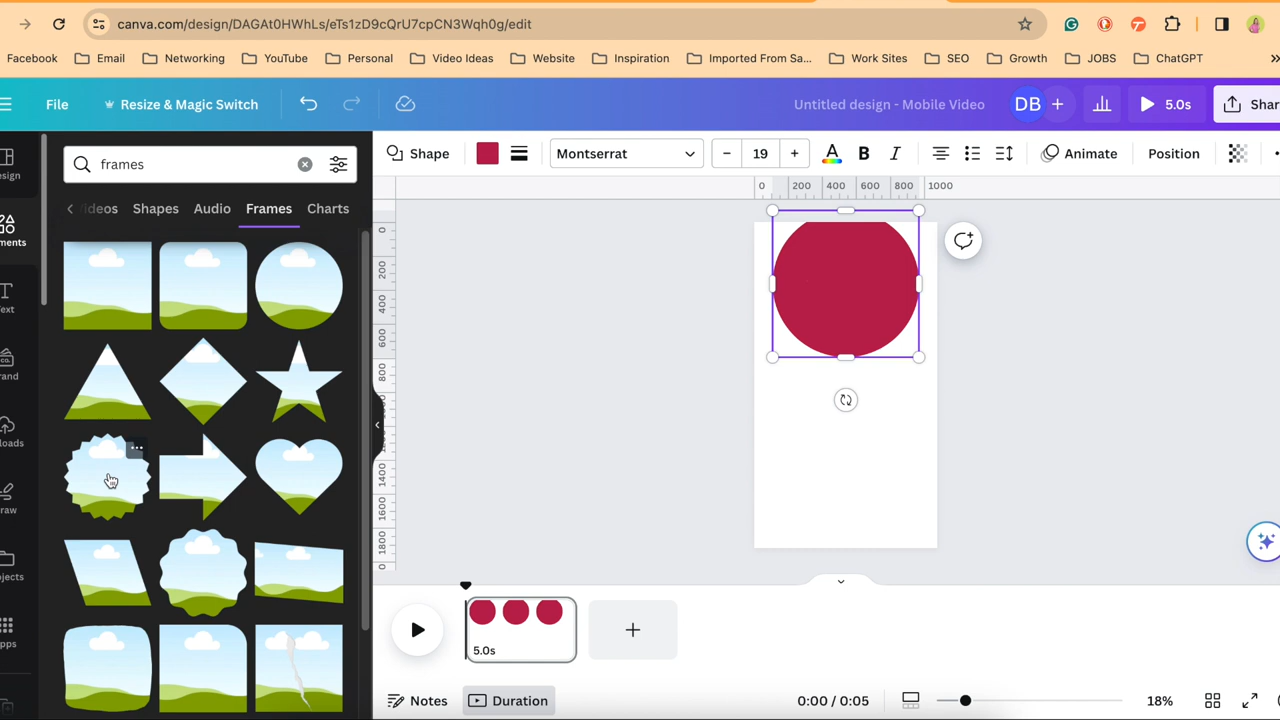 canva.com/design/DAGAt0HWhLs/eTs1zD9cQrU7cpCN3Wqh0g/edit
Facebook Email Networking YouTube Personal Video Ideas Website Inspiration Imported From Sa... Work Sites SEO Growth JOBS ChatGPT »
File Resize & Magic Switch Untitled design - Mobile Video DB + 5.0s Shar
frames
Shape Montserrat – 19 + A B I Animate Position
esign
ideos Shapes Audio Frames Charts
0 200 400 600 800 1000
ments
0
200
400
600
800
1400
1600
1800
0
ext
rand
loads
raw
ojects
pps
5.0s
+
Notes Duration 0:00 / 0:05 18%